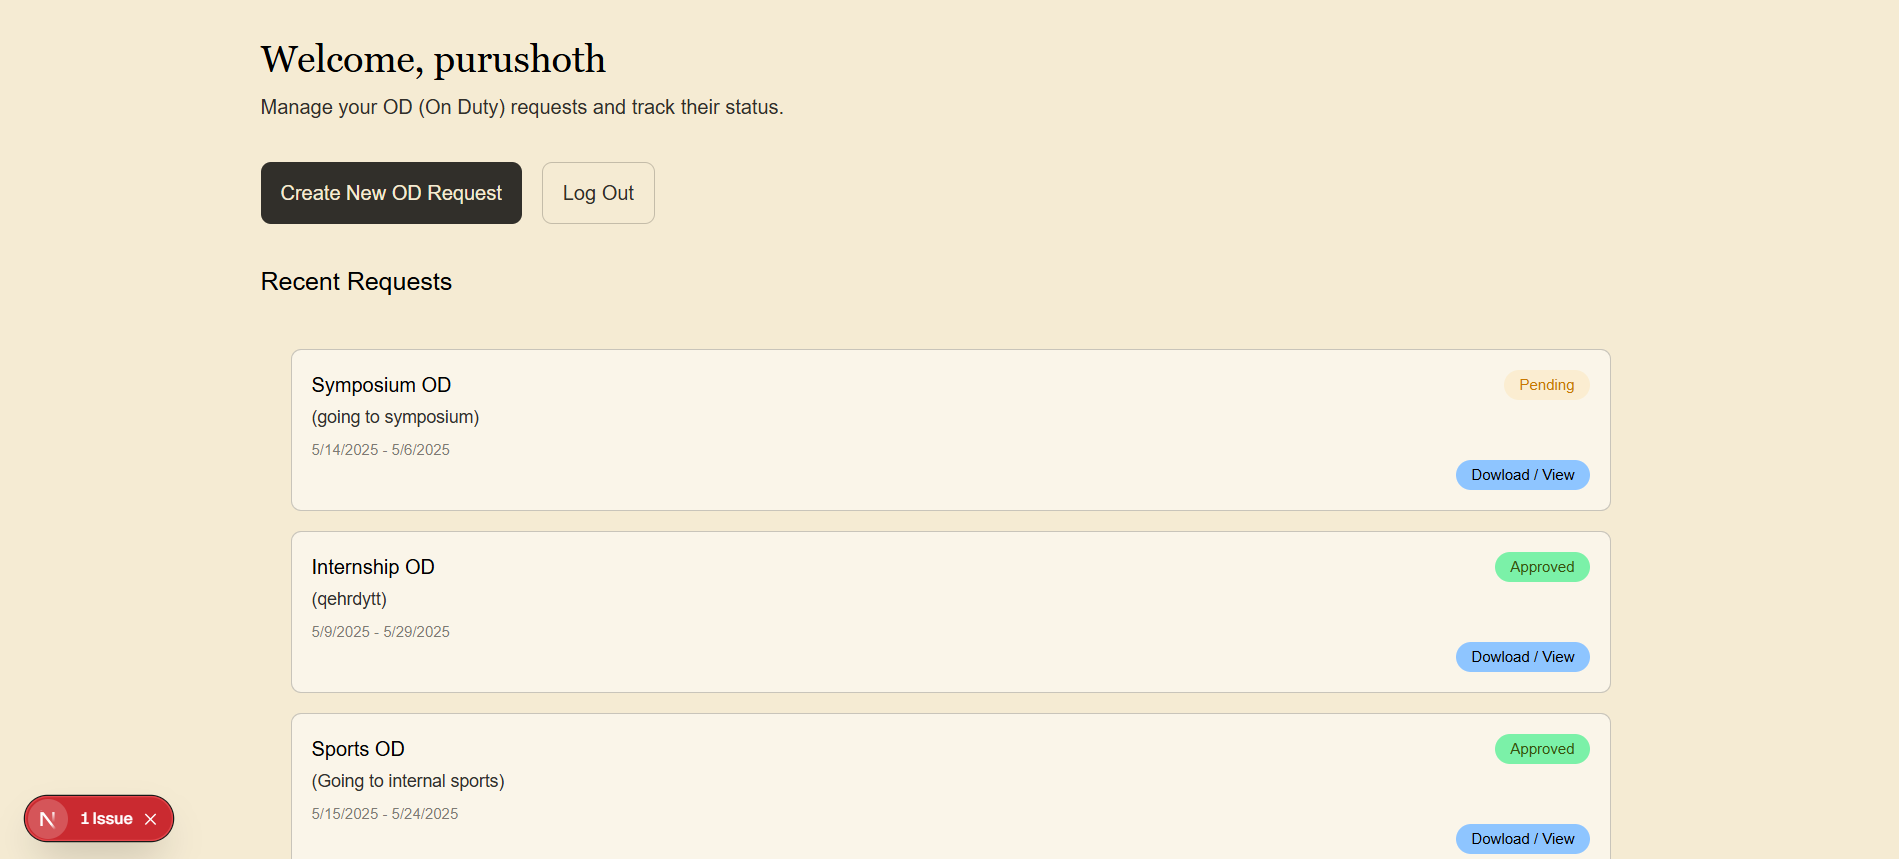 Welcome, purushoth
Manage your OD (On Duty) requests and track their status.
Create New OD Request
Log Out
Recent Requests
Symposium OD
Pending
(going to symposium)
5/14/2025 - 5/6/2025
Dowload / View
Internship OD
Approved
(qehrdytt)
5/9/2025 - 5/29/2025
Dowload / View
Sports OD
Approved
(Going to internal sports)
5/15/2025 - 5/24/2025
Dowload / View
N 1 Issue